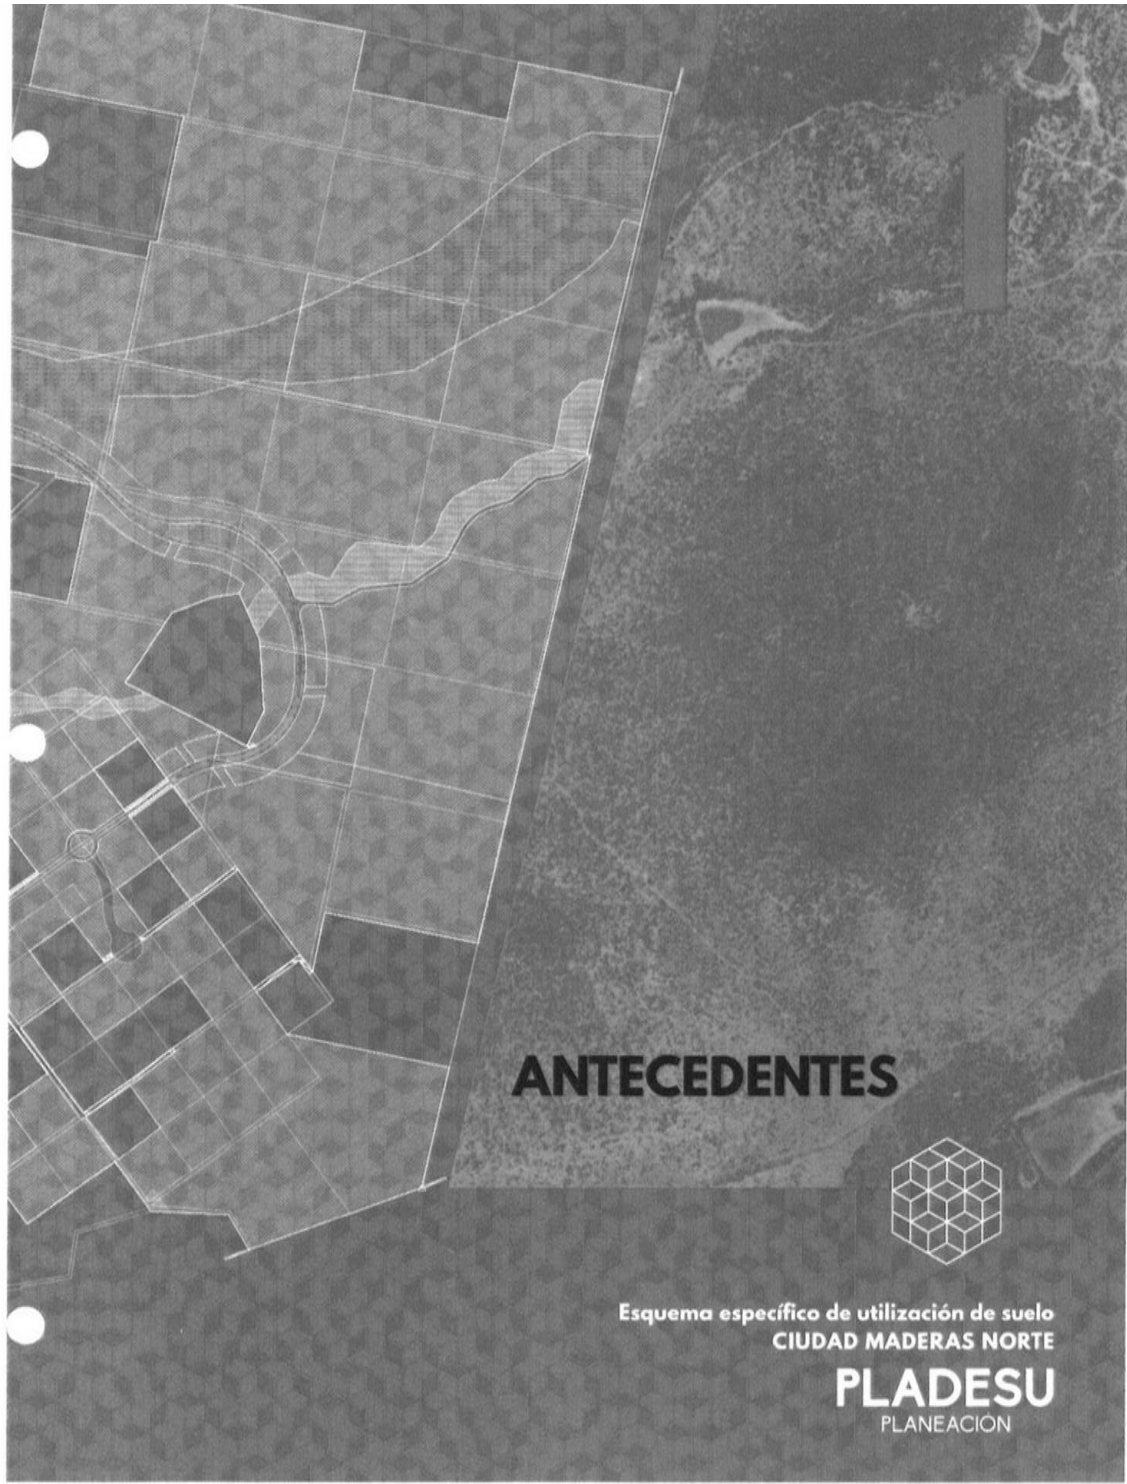 1
ANTECEDENTES
Esquema específico de utilización de suelo
CIUDAD MADERAS NORTE
PLADESU
PLANEACIÓN